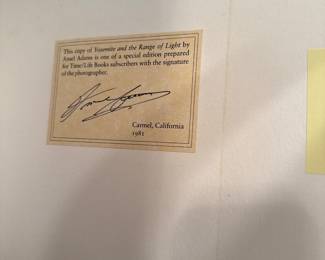 This copy of Yosemite and the Range of Light by
Ansel Adams is one of a special edition prepared
for Time/Life Books subscribers with the signature
of the photographer.
Carmel, California
1981